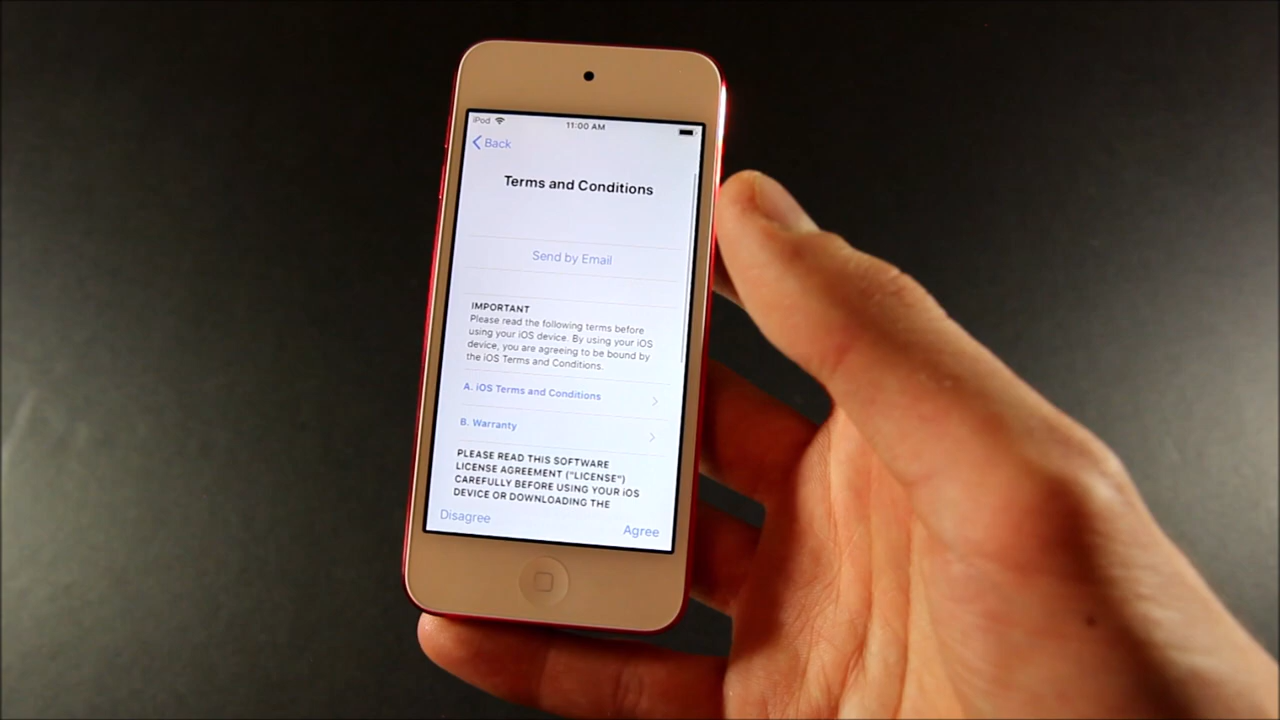 iPod 11:00 AM
Back
Terms and Conditions
Send by Email
IMPORTANT
Please read the following terms before
using your iOS device. By using your iOS
device, you are agreeing to be bound by
the iOS Terms and Conditions.
A. iOS Terms and Conditions
B. Warranty
PLEASE READ THIS SOFTWARE
LICENSE AGREEMENT ("LICENSE")
CAREFULLY BEFORE USING YOUR iOS
DEVICE OR DOWNLOADING THE
Disagree Agree